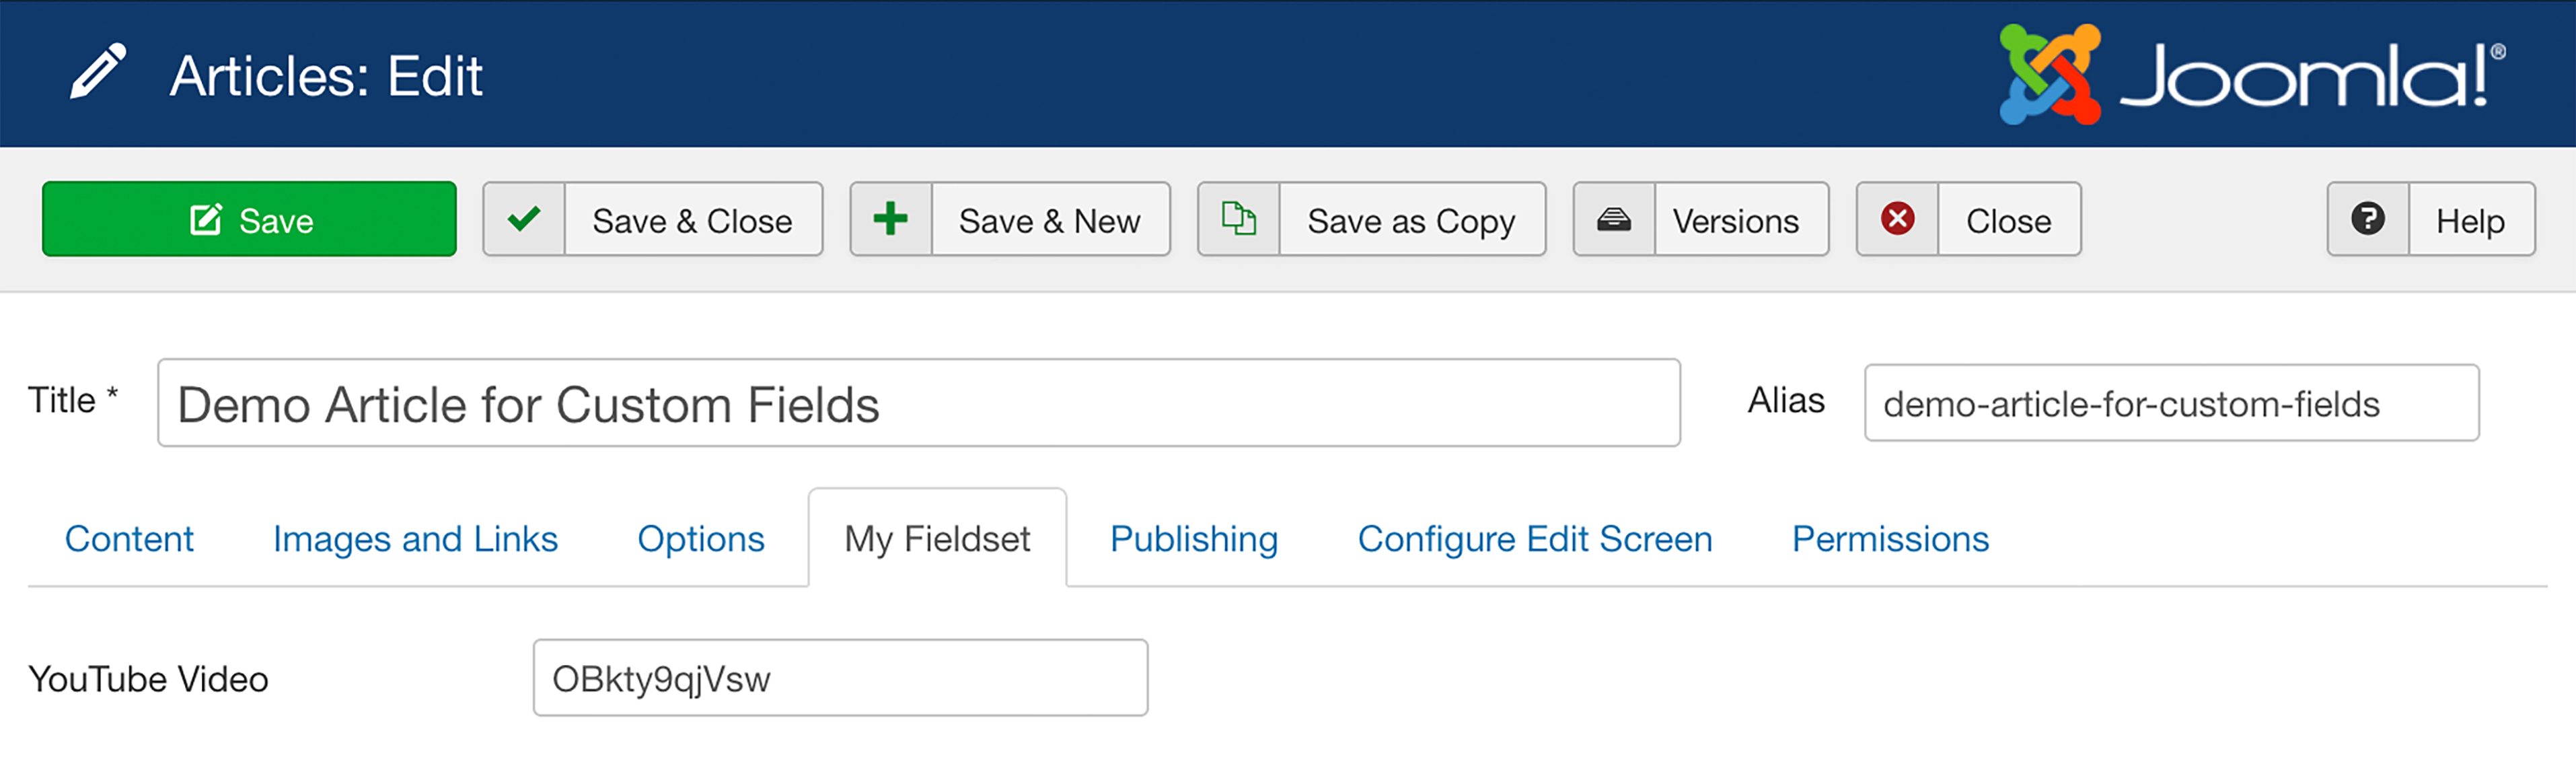 Articles: Edit
Joomla!®
Save
Save & Close
Save & New
Save as Copy
Versions
Close
Help
Title *
Demo Article for Custom Fields
Alias
demo-article-for-custom-fields
Content
Images and Links
Options
My Fieldset
Publishing
Configure Edit Screen
Permissions
YouTube Video
OBkty9qjVsw